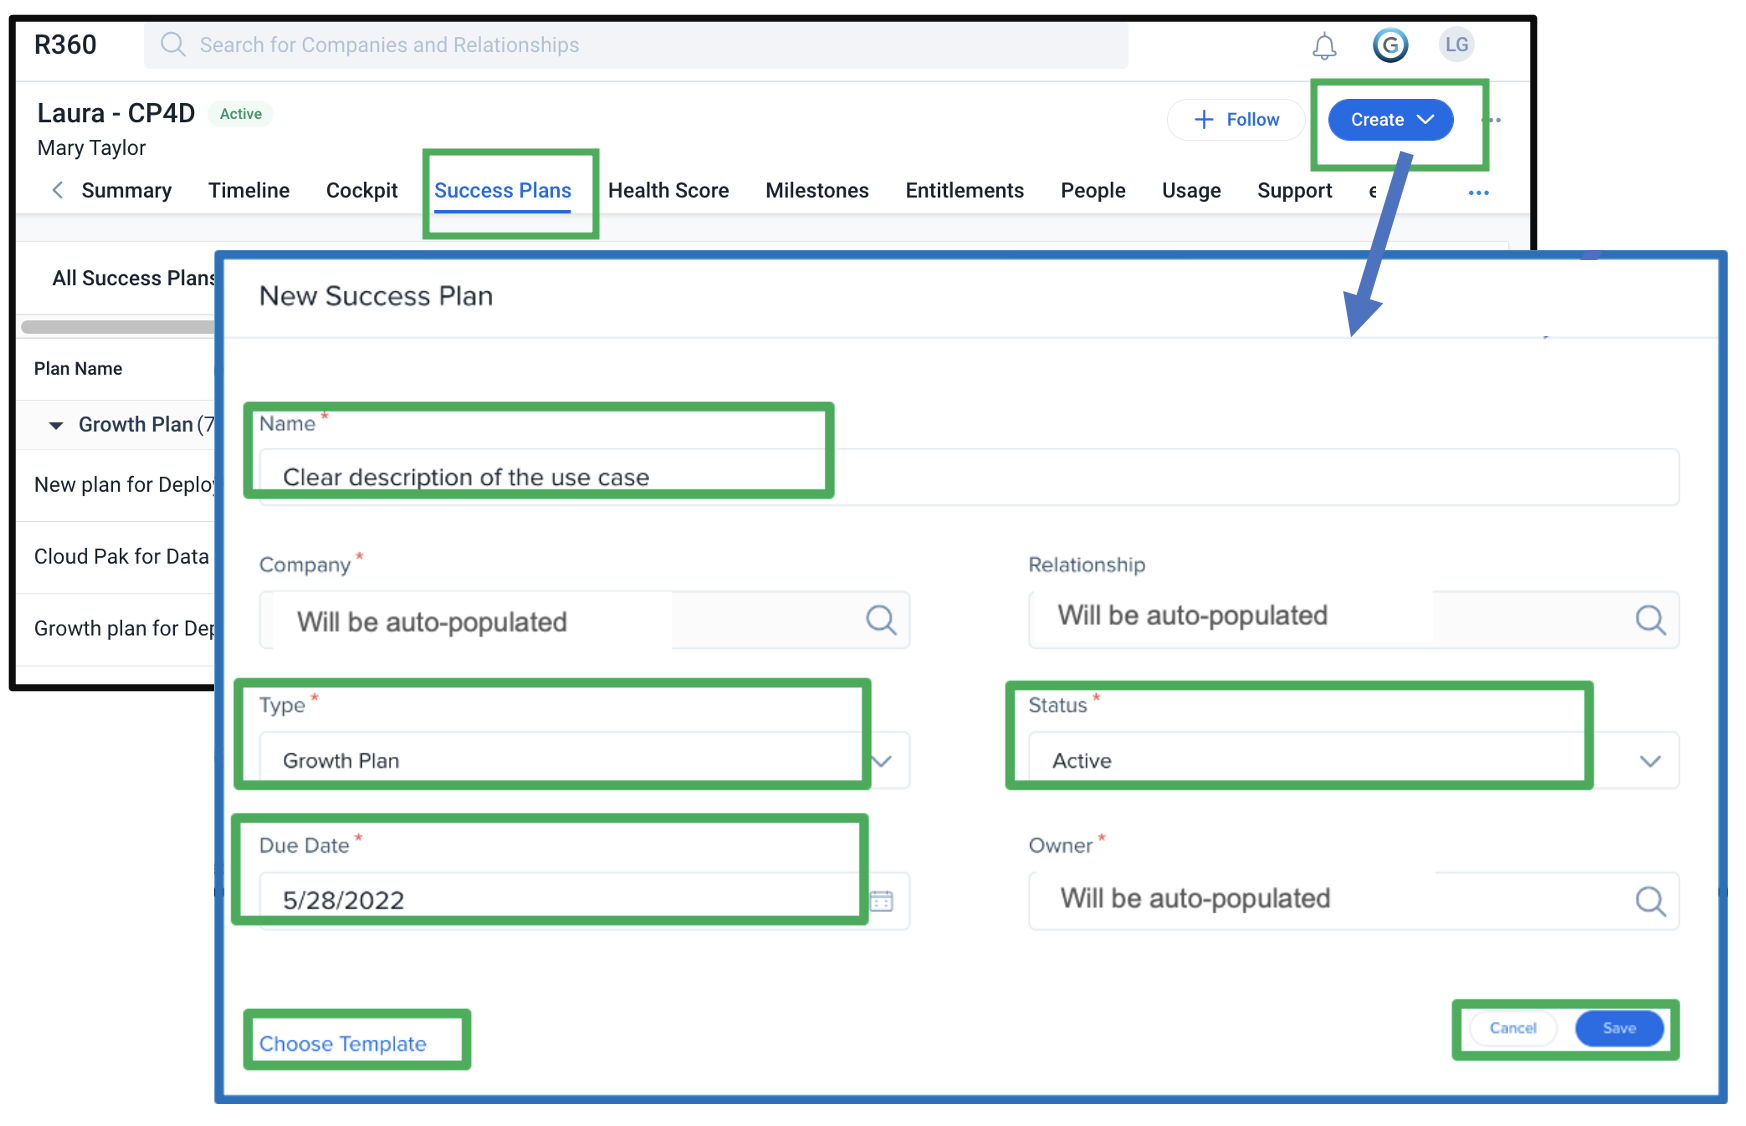 R360
Search for Companies and Relationships
G
LG
Laura - CP4D
Active
Mary Taylor
Follow
Create
Summary
Timeline
Cockpit
Success Plans
Health Score
Milestones
Entitlements
People
Usage
Support
All Success Plans
Plan Name
Growth Plan (7
New plan for Deploy
Cloud Pak for Data
Growth plan for Dep
New Success Plan
Name *
Clear description of the use case
Company *
Will be auto-populated
Relationship
Will be auto-populated
Type *
Growth Plan
Status *
Active
Due Date *
5/28/2022
Owner *
Will be auto-populated
Choose Template
Cancel
Save